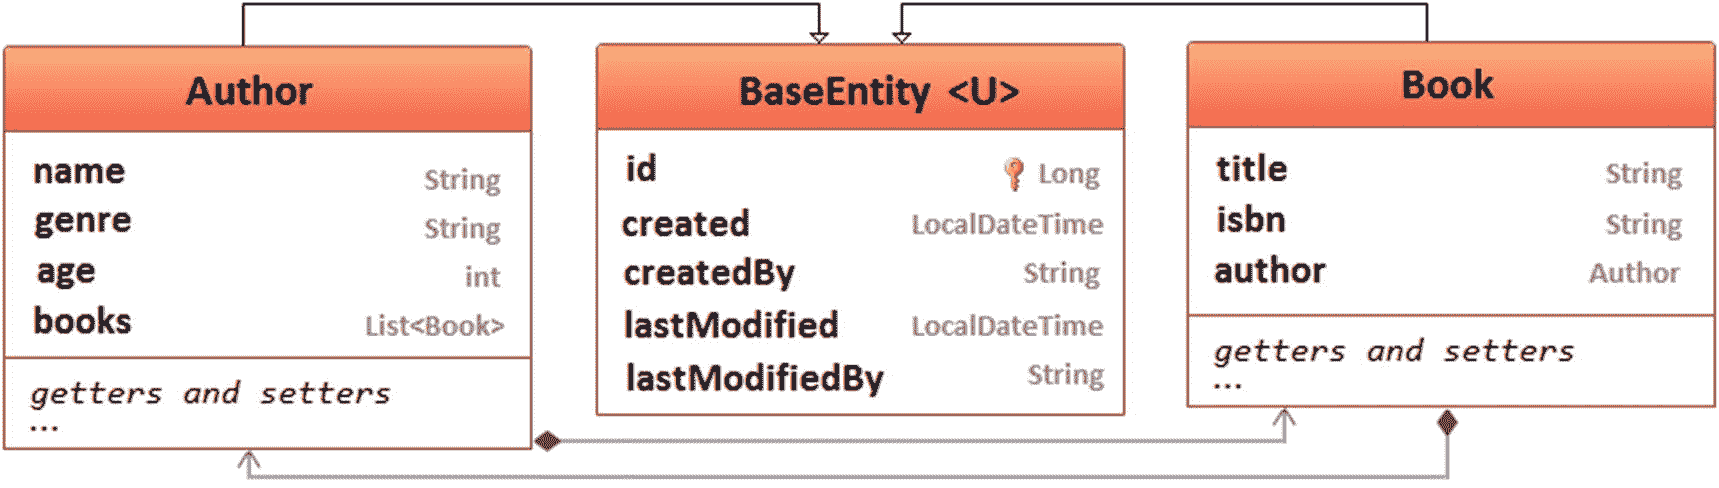 Author
name String
genre String
age int
books List<Book>
getters and setters
...
BaseEntity <U>
id Long
created LocalDateTime
createdBy String
lastModified LocalDateTime
lastModifiedBy String
Book
title String
isbn String
author Author
getters and setters
...